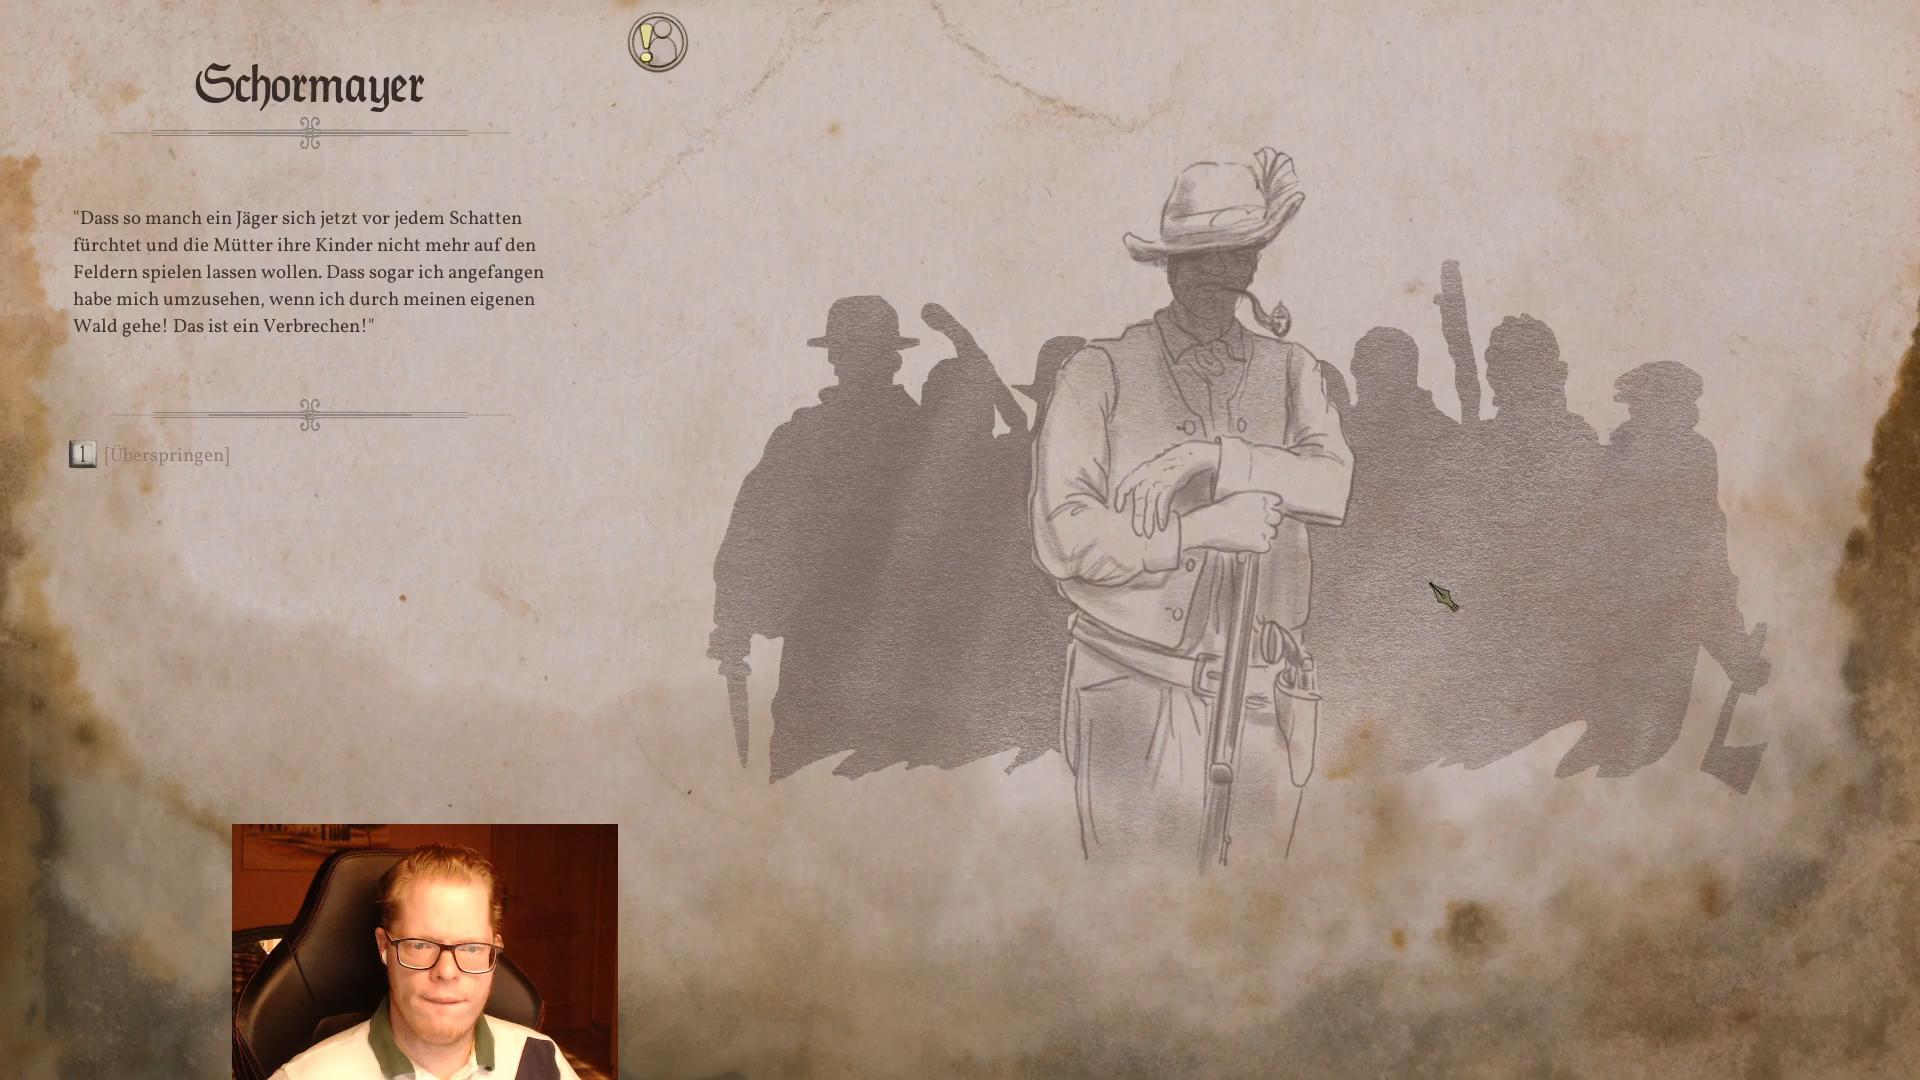 Schormayer
"Dass so manch ein Jäger sich jetzt vor jedem Schatten
fürchtet und die Mütter ihre Kinder nicht mehr auf den
Feldern spielen lassen wollen. Dass sogar ich angefangen
habe mich umzusehen, wenn ich durch meinen eigenen
Wald gehe! Das ist ein Verbrechen!"
1 [Überspringen]